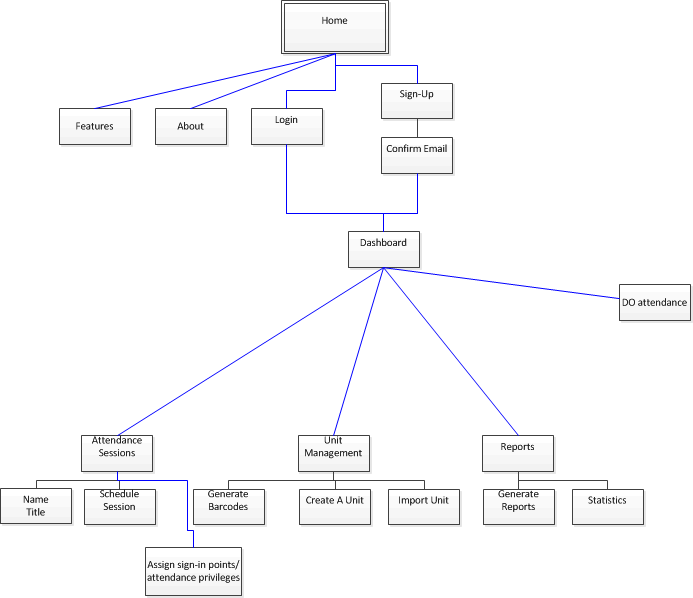 Home
Features
About
Login
Sign-Up
Confirm Email
Dashboard
DO attendance
Attendance
Sessions
Unit
Management
Reports
Name
Title
Schedule
Session
Generate
Barcodes
Create A Unit
Import Unit
Generate
Reports
Statistics
Assign sign-in points/
attendance privileges